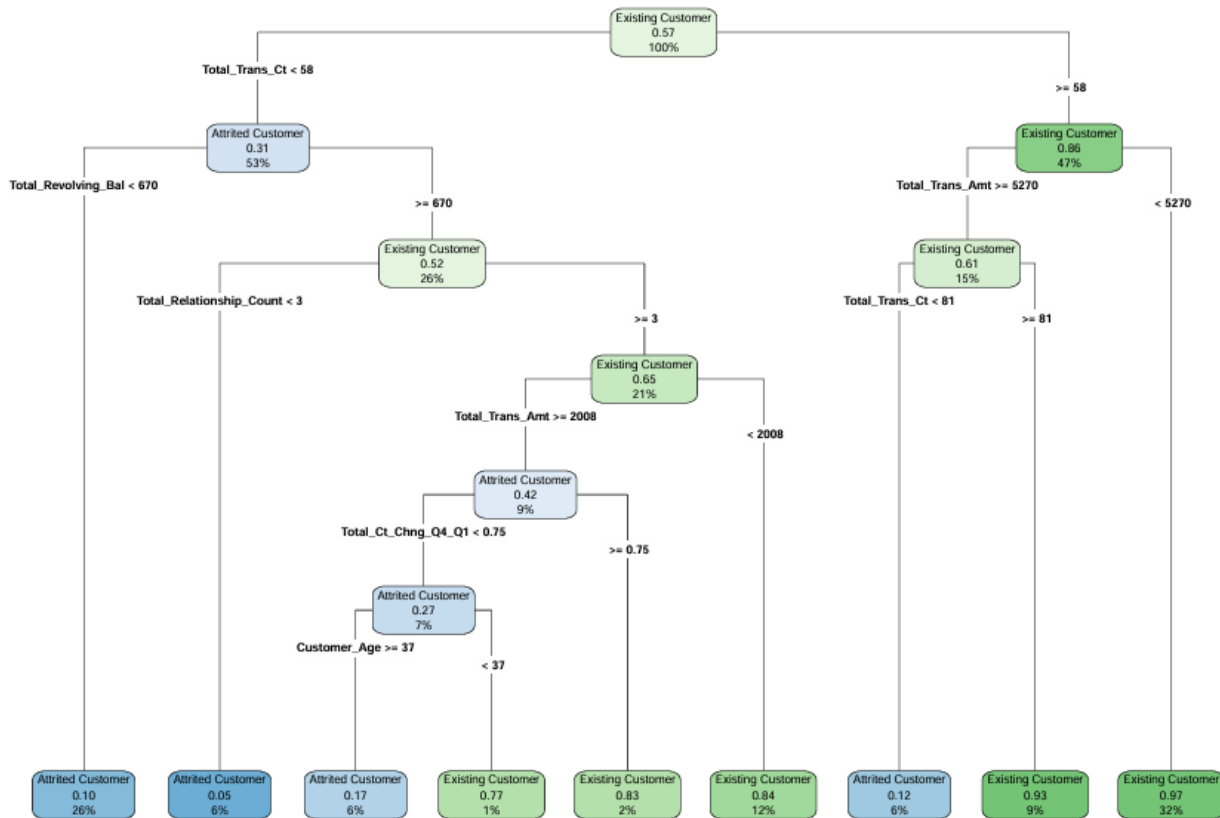 Existing Customer
0.57
100%
Total_Trans_Ct < 58
>= 58
Attrited Customer
0.31
53%
Existing Customer
0.86
47%
Total_Revolving_Bal < 670
>= 670
Total_Trans_Amt >= 5270
< 5270
Existing Customer
0.52
26%
Existing Customer
0.61
15%
Total_Relationship_Count < 3
>= 3
Total_Trans_Ct < 81
>= 81
Existing Customer
0.65
21%
Total_Trans_Amt >= 2008
< 2008
Attrited Customer
0.42
9%
Total_Ct_Chng_Q4_Q1 < 0.75
>= 0.75
Attrited Customer
0.27
7%
Customer_Age >= 37
< 37
Attrited Customer
0.10
26%
Attrited Customer
0.05
6%
Attrited Customer
0.17
6%
Existing Customer
0.77
1%
Existing Customer
0.83
2%
Existing Customer
0.84
12%
Attrited Customer
0.12
6%
Existing Customer
0.93
9%
Existing Customer
0.97
32%